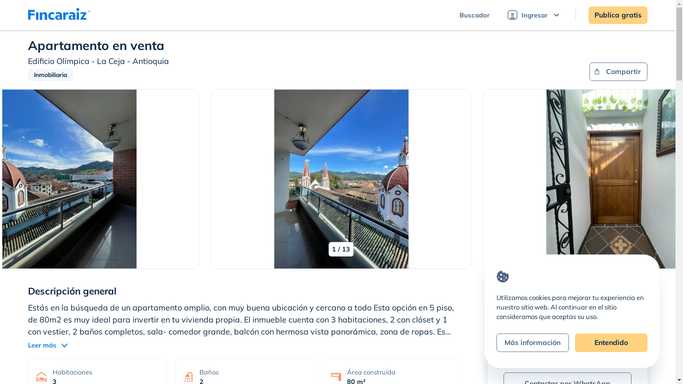 Fincaraiz
Buscador
Ingresar
Publica gratis
Apartamento en venta
Edificio Olímpica - La Ceja - Antioquia
Inmobiliaria
Compartir
1 / 13
Descripción general
Estás en la búsqueda de un apartamento amplio, con muy buena ubicación y cercano a todo Esta opción en 5 piso,
de 80m2 es muy ideal para invertir en tu vivienda propia. El inmueble cuenta con 3 habitaciones, 2 con clóset y 1
con vestier, 2 baños completos, sala- comedor grande, balcón con hermosa vista panorámica, zona de ropas. Es...
Leer más
Habitaciones
3
Baños
2
Área construida
80 m²
Utilizamos cookies para mejorar tu experiencia en
nuestro sitio web. Al continuar en el sitio
consideramos que aceptas su uso.
Más información
Entendido
Contactar por WhatsApp